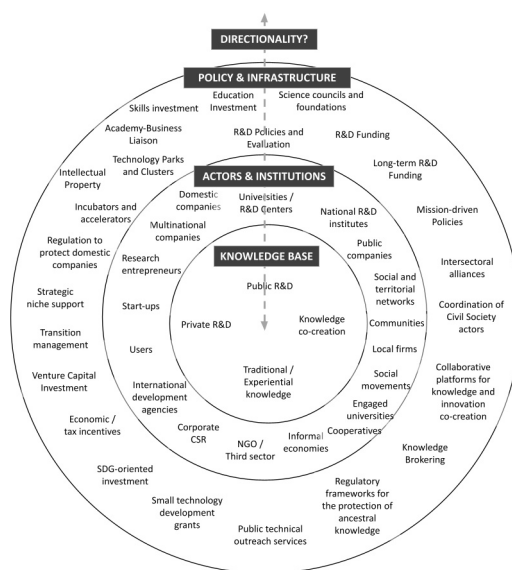 DIRECTIONALITY?
POLICY & INFRASTRUCTURE
Education
Investment
Science councils and
foundations
Skills investment
Academy-Business
Liaison
R&D Policies and
Evaluation
R&D Funding
Technology Parks
and Clusters
Long-term R&D
Funding
Intellectual
Property
ACTORS & INSTITUTIONS
Domestic
companies
Universities /
R&D Centers
National R&D
institutes
Incubators and
accelerators
Mission-driven
Policies
Multinational
companies
Public
companies
Regulation to
protect domestic
companies
Research
entrepreneurs
KNOWLEDGE BASE
Intersectoral
alliances
Public R&D
Social and
territorial
networks
Strategic
niche support
Start-ups
Private R&D
Knowledge
co-creation
Communities
Coordination of
Civil Society
actors
Transition
management
Users
Local firms
Venture Capital
Investment
International
development
agencies
Traditional /
Experiential
knowledge
Social
movements
Collaborative
platforms for
knowledge and
innovation
co-creation
Engaged
universities
Economic /
tax incentives
Corporate
CSR
NGO /
Third sector
Informal
economies
Cooperatives
Knowledge
Brokering
SDG-oriented
investment
Small technology
development
grants
Public technical
outreach services
Regulatory
frameworks for
the protection of
ancestral
knowledge